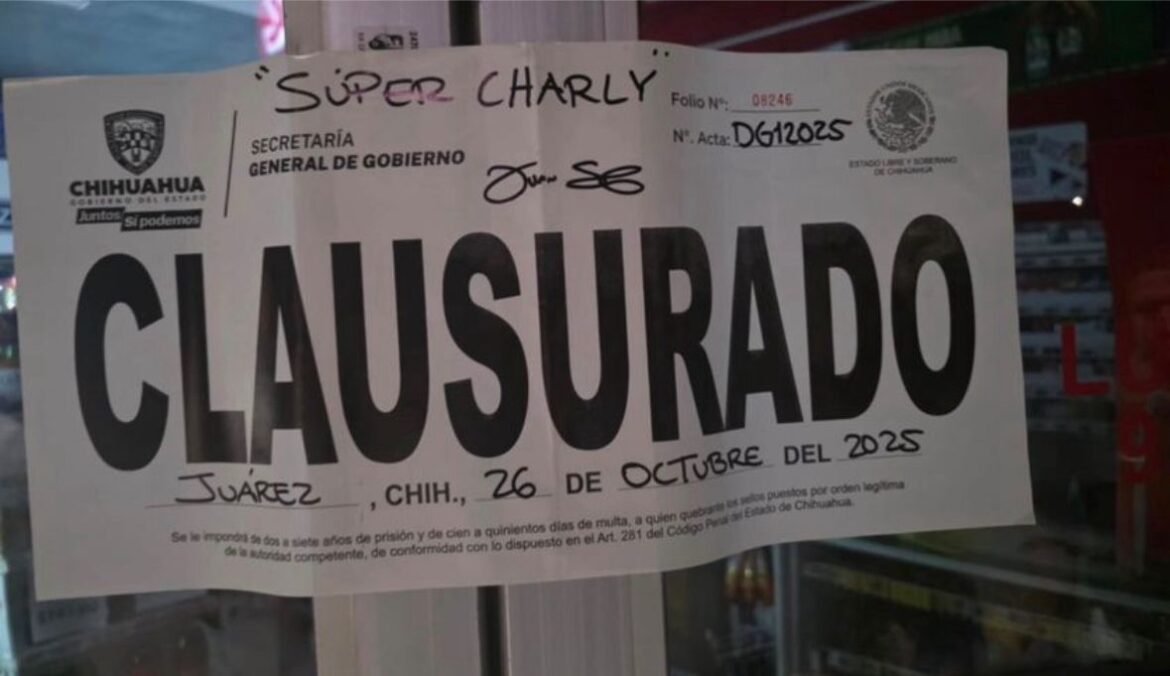 "SÚPER CHARLY"
CHIHUAHUA
GOBIERNO DEL ESTADO
Juntos Sí podemos
SECRETARÍA
GENERAL DE GOBIERNO
Folio N°: 08246
N°. Acta: DG12025
ESTADO LIBRE Y SOBERANO
DE CHIHUAHUA
CLAUSURADO
JUÁREZ, CHIH., 26 DE OCTUBRE DEL 2025
Se le impondrá de dos a siete años de prisión y de cien a quinientos días de multa, a quien quebrante los sellos puestos por orden legítima
de la autoridad competente, de conformidad con lo dispuesto en el Art. 281 del Código Penal del Estado de Chihuahua.